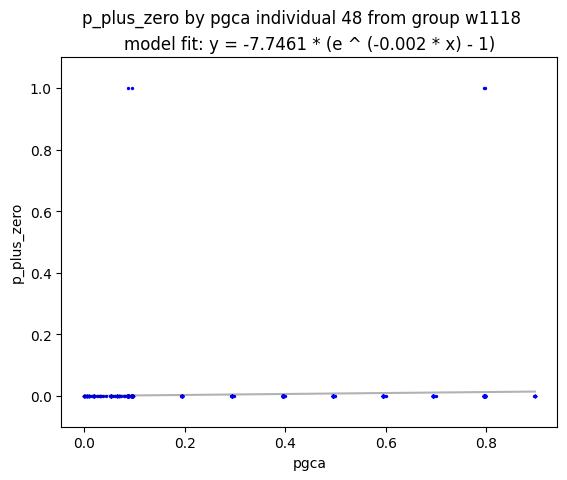 p_plus_zero by pgca individual 48 from group w1118
model fit: y = -7.7461 * (e ^ (-0.002 * x) - 1)
1.0
0.8
0.6
0.4
0.2
0.0
p_plus_zero
0.0 0.2 0.4 0.6 0.8
pgca